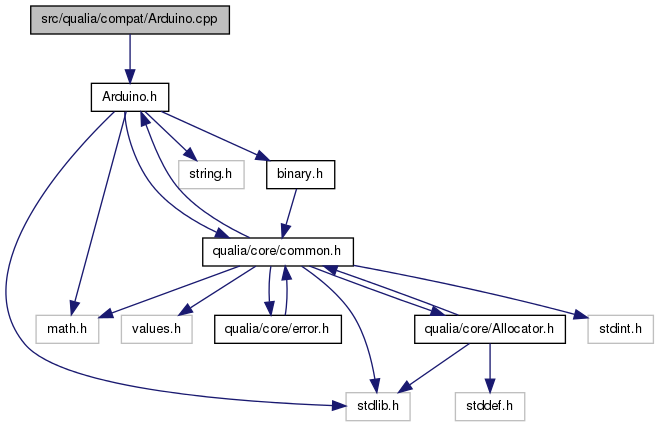 src/qualia/compat/Arduino.cpp
Arduino.h
string.h
binary.h
qualia/core/common.h
math.h
values.h
qualia/core/error.h
qualia/core/Allocator.h
stdint.h
stdlib.h
stddef.h